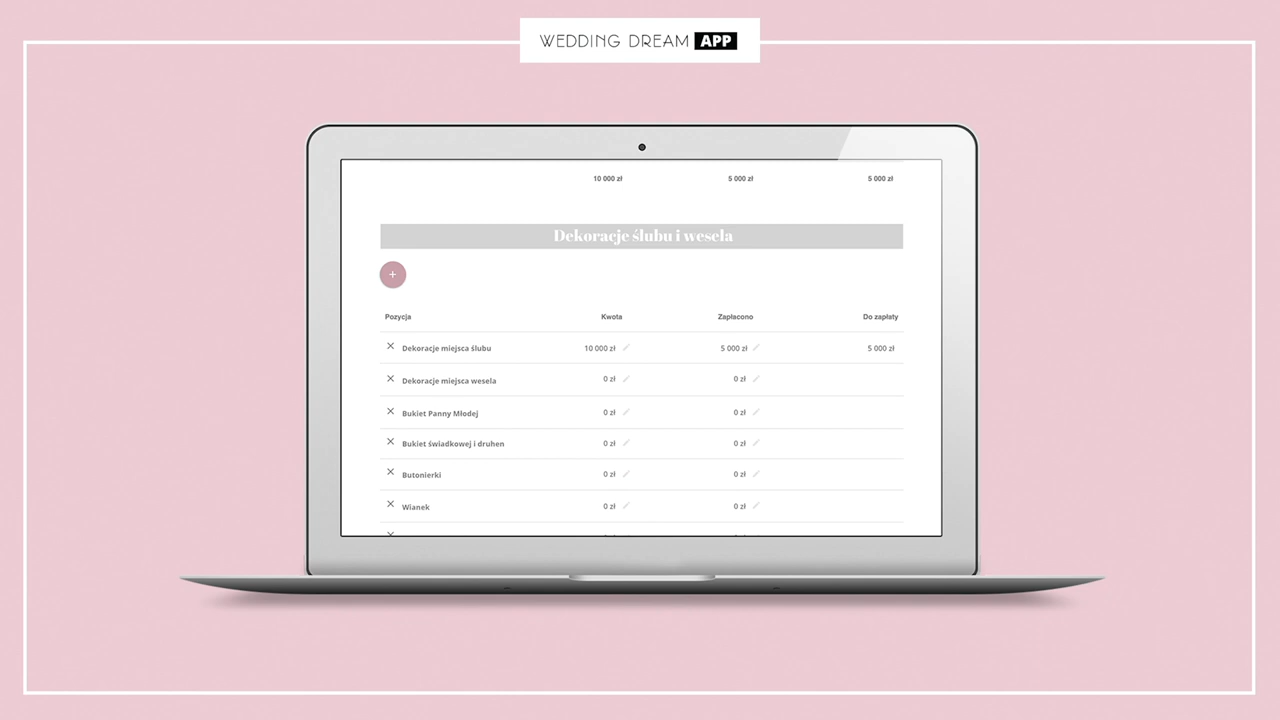 WEDDING DREAM APP
10 000 zł 5 000 zł 5 000 zł
Dekoracje ślubu i wesela
+
Pozycja Kwota Zapłacono Do zapłaty
Dekoracje miejsca ślubu 10 000 zł 5 000 zł 5 000 zł
Dekoracje miejsca wesela 0 zł 0 zł
Bukiet Panny Młodej 0 zł 0 zł
Bukiet świadkowej i druhen 0 zł 0 zł
Butonierki 0 zł 0 zł
Wianek 0 zł 0 zł